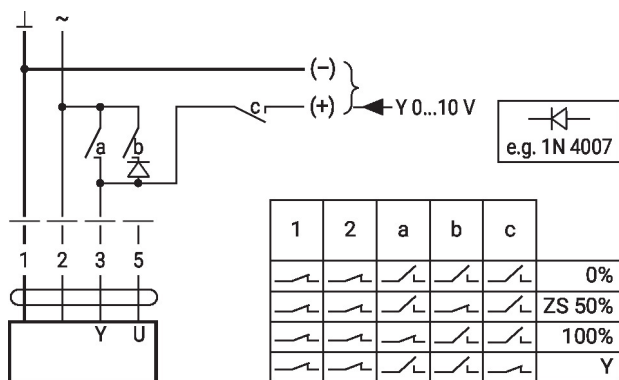 ⊥ ~
(–)
c (+) Y 0...10 V
a b
e.g. 1N 4007
1 2 3 5
Y U
1 2 a b c
0%
ZS 50%
100%
Y